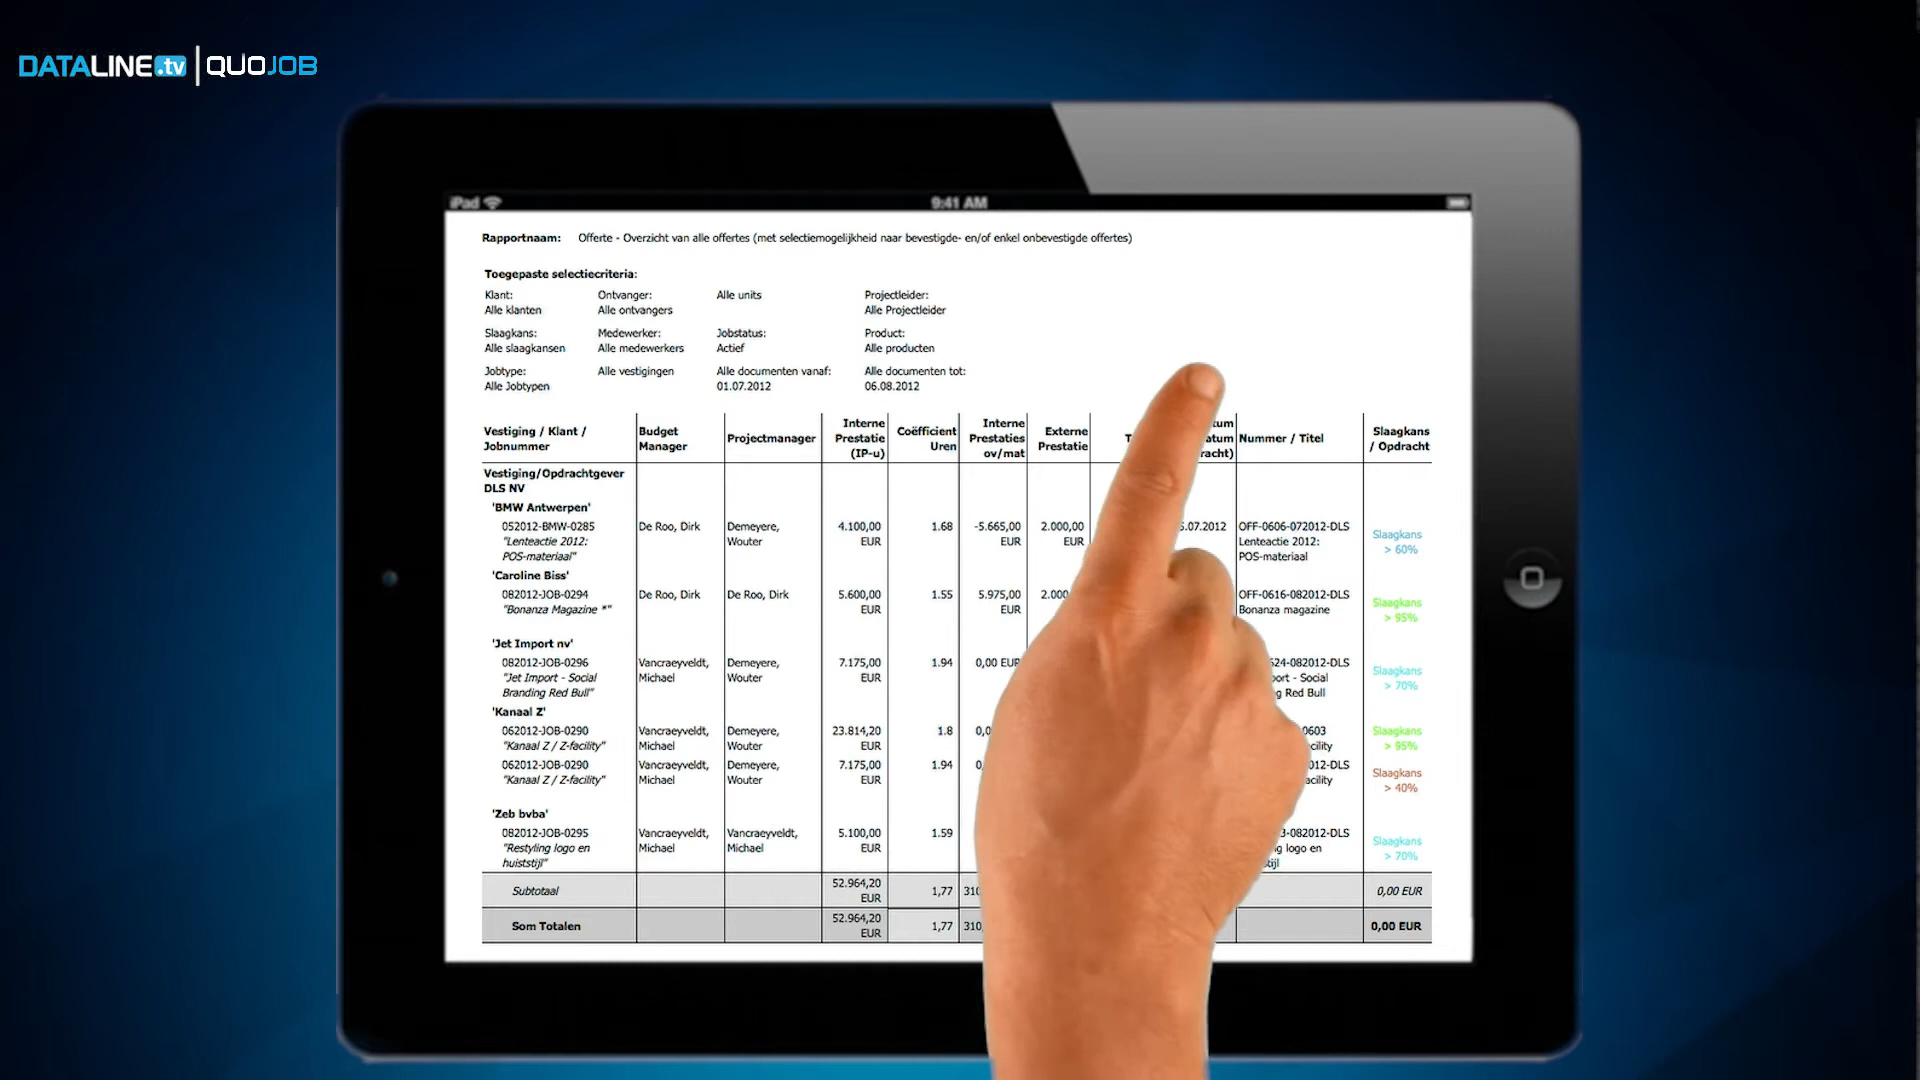 DATALINE.tv | QUOJOB
iPad
9:41 AM
Rapportnaam: Offerte - Overzicht van alle offertes (met selectiemogelijkheid naar bevestigde- en/of enkel onbevestigde offertes)
Toegepaste selectiecriteria:
Klant: Ontvanger: Alle units Projectleider:
Alle klanten Alle ontvangers Alle Projectleider
Slaagkans: Medewerker: Jobstatus: Product:
Alle slaagkansen Alle medewerkers Actief Alle producten
Jobtype: Alle vestigingen Alle documenten vanaf: Alle documenten tot:
Alle Jobtypen 01.07.2012 06.08.2012
Vestiging / Klant / Jobnummer Budget Manager Projectmanager Interne Prestatie (IP-u) Coëfficient Uren Interne Prestaties ov/mat Externe Prestatie Nummer / Titel Slaagkans / Opdracht
Vestiging/Opdrachtgever
DLS NV
'BMW Antwerpen'
052012-BMW-0285 De Roo, Dirk Demeyere, 4.100,00 1.68 -5.665,00 2.000,00 OFF-0606-072012-DLS Slaagkans
"Lenteactie 2012: Wouter EUR EUR EUR Lenteactie 2012: > 60%
POS-materiaal" POS-materiaal
'Caroline Biss'
082012-JOB-0294 De Roo, Dirk De Roo, Dirk 5.600,00 1.55 5.975,00 OFF-0616-082012-DLS Slaagkans
"Bonanza Magazine *" EUR EUR Bonanza magazine > 95%
'Jet Import nv'
082012-JOB-0296 Vancraeyveldt, Demeyere, 7.175,00 1.94 0,00 EUR Slaagkans
"Jet Import - Social Michael Wouter EUR - Social > 70%
Branding Red Bull" Red Bull
'Kanaal Z'
062012-JOB-0290 Vancraeyveldt, Demeyere, 23.814,20 1.8 Slaagkans
"Kanaal Z / Z-facility" Michael Wouter EUR > 95%
062012-JOB-0290 Vancraeyveldt, Demeyere, 7.175,00 1.94 Slaagkans
"Kanaal Z / Z-facility" Michael Wouter EUR > 40%
'Zeb bvba'
082012-JOB-0295 Vancraeyveldt, Vancraeyveldt, 5.100,00 1.59 Slaagkans
"Restyling logo en Michael Michael EUR logo en > 70%
huiststijl"
Subtotaal 52.964,20 EUR 1,77 0,00 EUR
Som Totalen 52.964,20 EUR 1,77 0,00 EUR